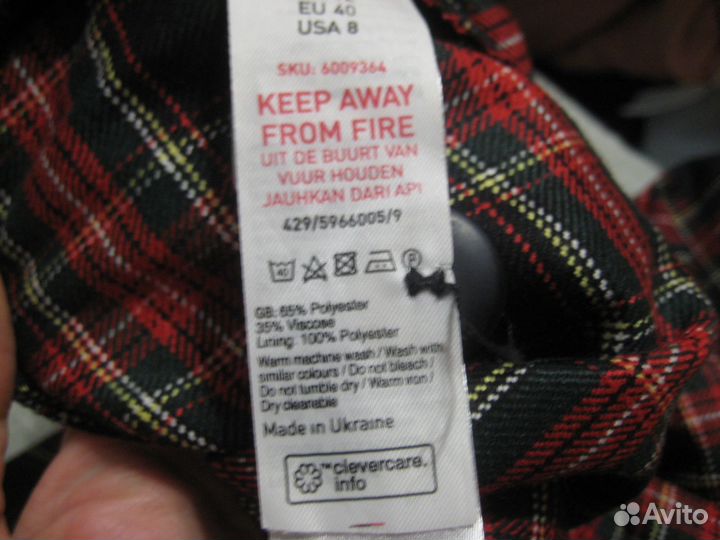 EU 40
USA 8
SKU: 6009364
KEEP AWAY
FROM FIRE
UIT DE BUURT VAN
VUUR HOUDEN
JAUHKAN DARI API
429/5966005/9
40
P
GB: 65% Polyester
35% Viscose
Lining: 100% Polyester
Warm machine wash / Wash with
similar colours / Do not bleach /
Do not tumble dry / Warm iron /
Dry cleanable
Made in Ukraine
™clevercare.
info
Avito